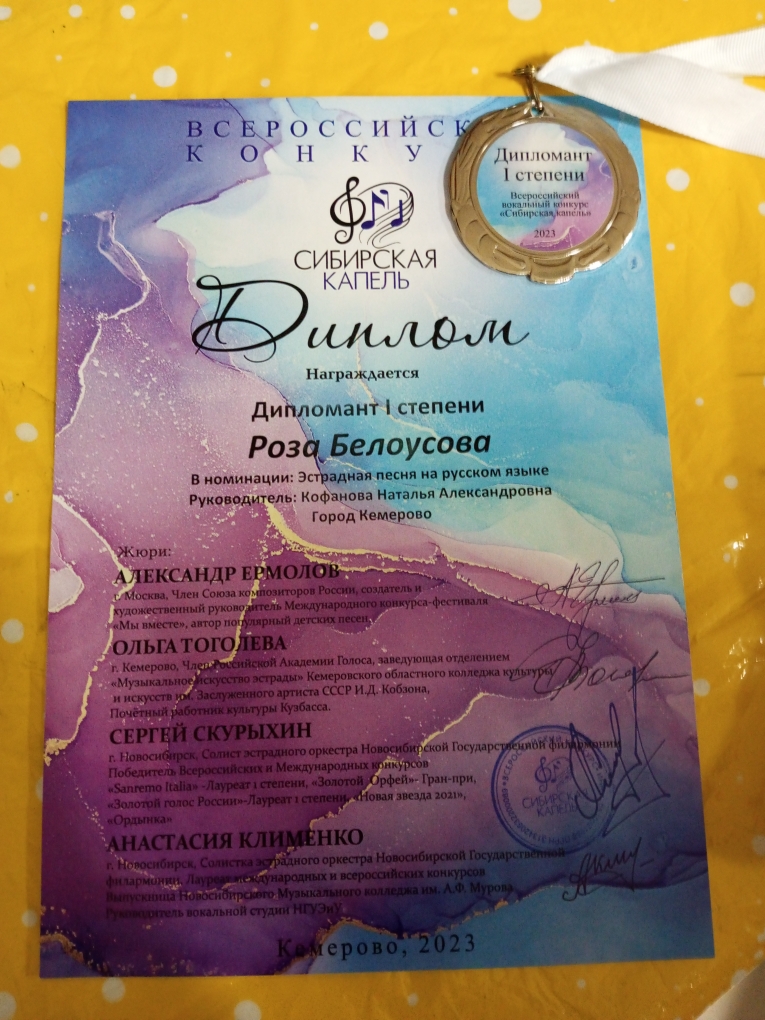 ВСЕРОССИЙСК
КОНКУ
СИБИРСКАЯ
КАПЕЛЬ
Дипломант
I степени
Всероссийский
вокальный конкурс
«Сибирская капель»
2023
Диплом
Награждается
Дипломант I степени
Роза Белоусова
В номинации: Эстрадная песня на русском языке
Руководитель: Кофанова Наталья Александровна
Город Кемерово
Жюри:
АЛЕКСАНДР ЕРМОЛОВ
г. Москва, Член Союза композиторов России, создатель и
художественный руководитель Международного конкурса-фестиваля
«Мы вместе», автор популярный детских песен.
ОЛЬГА ТОГОЛЕВА
г. Кемерово, Член Российской Академии Голоса, заведующая отделением
«Музыкальное искусство эстрады» Кемеровского областного колледжа культуры
и искусств им. Заслуженного артиста СССР И.Д. Кобзона,
Почётный работник культуры Кузбасса.
СЕРГЕЙ СКУРЫХИН
г. Новосибирск, Солист эстрадного оркестра Новосибирской Государственной филармонии
Победитель Всероссийских и Международных конкурсов
«Sanremo Italia» -Лауреат 1 степени, «Золотой Орфей»- Гран-при,
«Золотой голос России»-Лауреат 1 степени, «Новая звезда 2021»,
«Ордынка»
СИБИРСКАЯ
КАПЕЛЬ
АНАСТАСИЯ КЛИМЕНКО
г. Новосибирск, Солистка эстрадного оркестра Новосибирской Государственной
филармонии, Лауреат международных и всероссийских конкурсов
Выпускница Новосибирского Музыкального колледжа им. А.Ф. Мурова
Руководитель вокальной студии НГУЭиУ
Кемерово, 2023